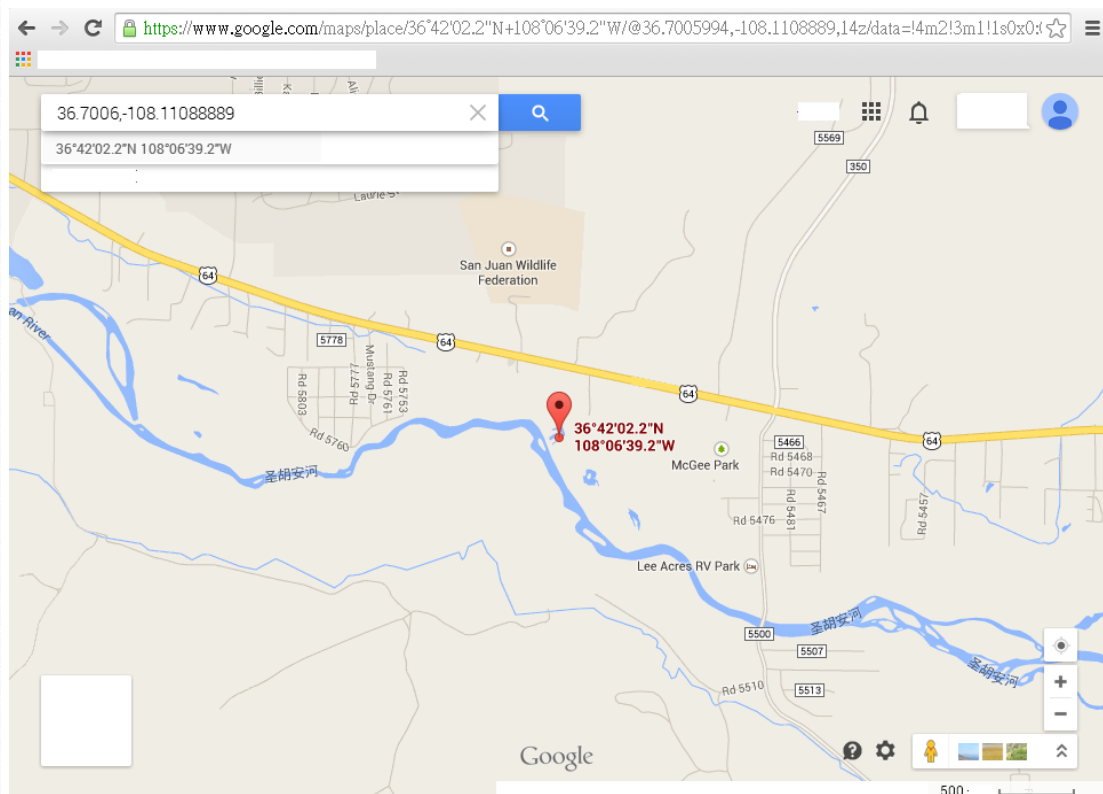 https://www.google.com/maps/place/36°42'02.2"N+108°06'39.2"W/@36.7005994,-108.1108889,14z/data=!4m2!3m1!1s0x0:
36.7006,-108.11088889
36°42'02.2"N 108°06'39.2"W
5569
350
Laurie
San Juan Wildlife
Federation
64
River
5778
64
Rd 5803
Rd 5777
Mustang Dr
Rd 5761
Rd 5753
64
Rd 5760
36°42'02.2"N
108°06'39.2"W
5466
64
McGee Park
Rd 5468
Rd 5470
圣胡安河
Rd 5467
Rd 5481
Rd 5457
Rd 5476
Lee Acres RV Park
圣胡安河
5500
5507
圣胡安河
Rd 5510
5513
Google
500